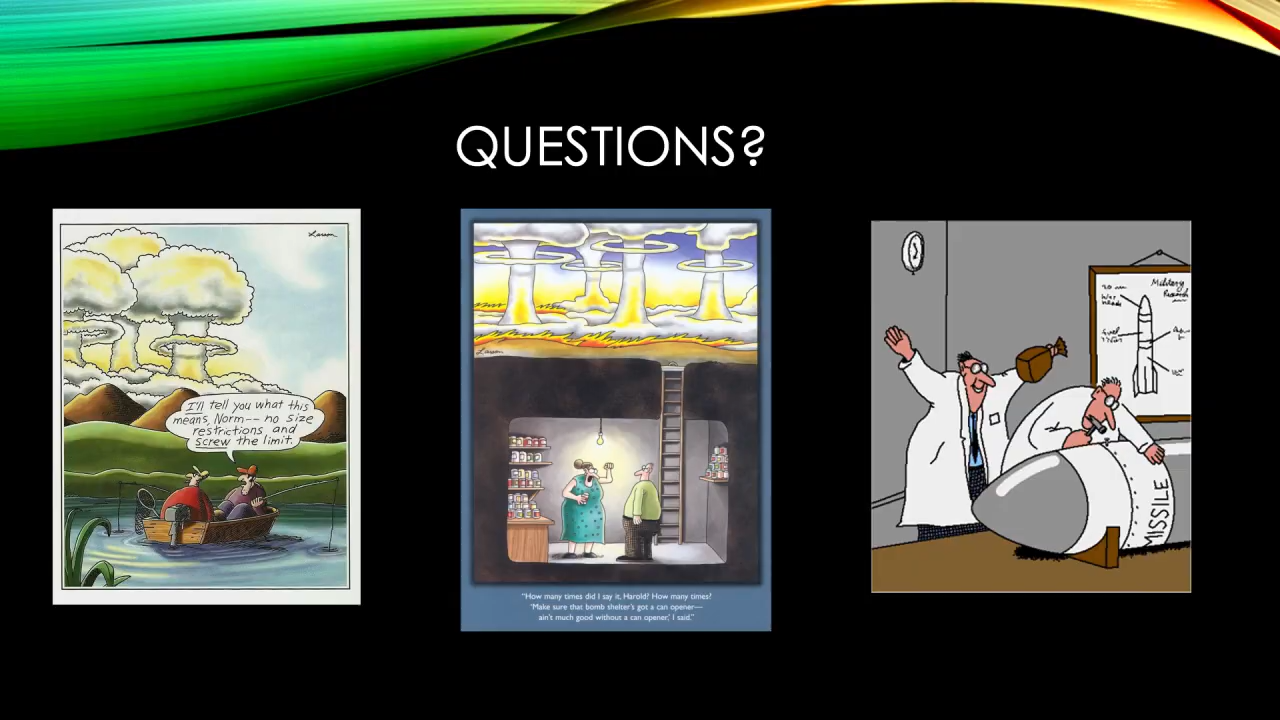 QUESTIONS?
Larson
I'll tell you what this
means, Norm-- no size
restrictions and
screw the limit.
Larson
"How many times did I say it, Harold? How many times?
'Make sure that bomb shelter's got a can opener—
ain't much good without a can opener,' I said."
Military
Research
MISSILE